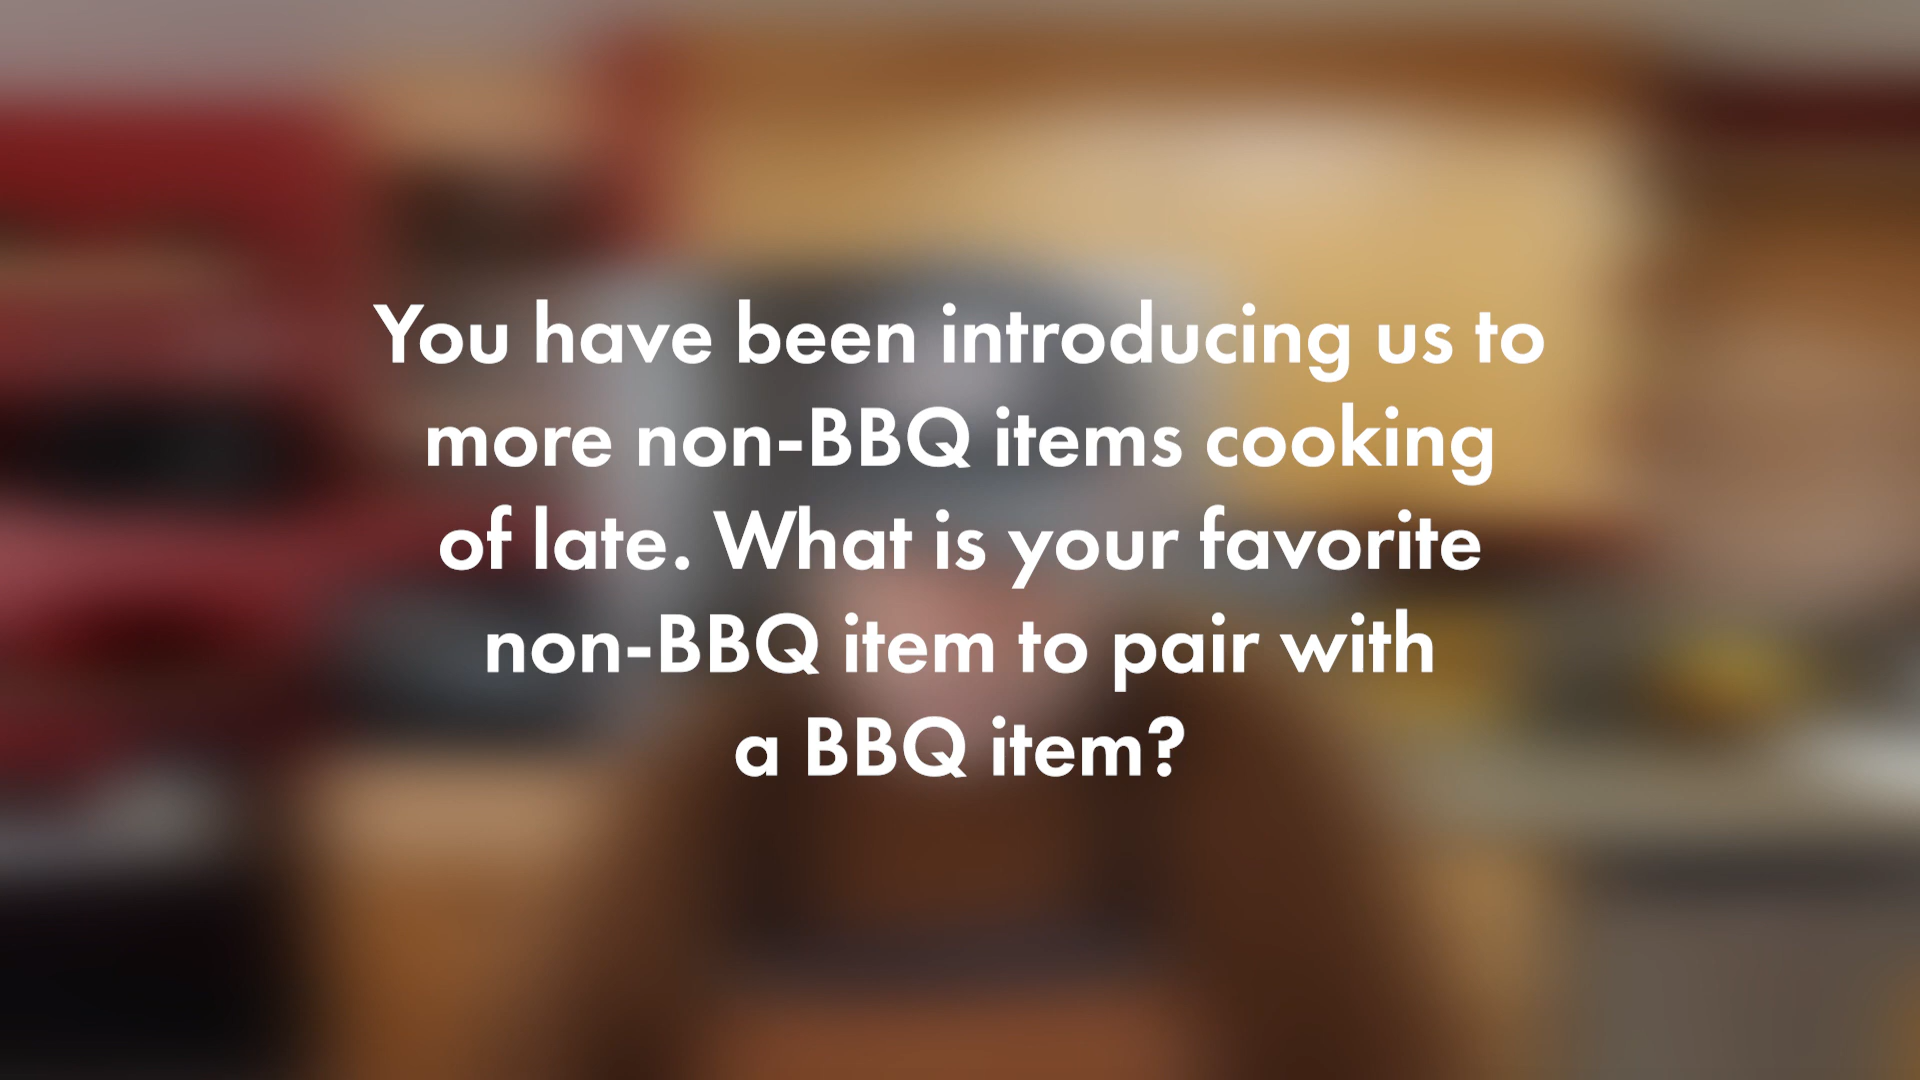 You have been introducing us to
more non-BBQ items cooking
of late. What is your favorite
non-BBQ item to pair with
a BBQ item?